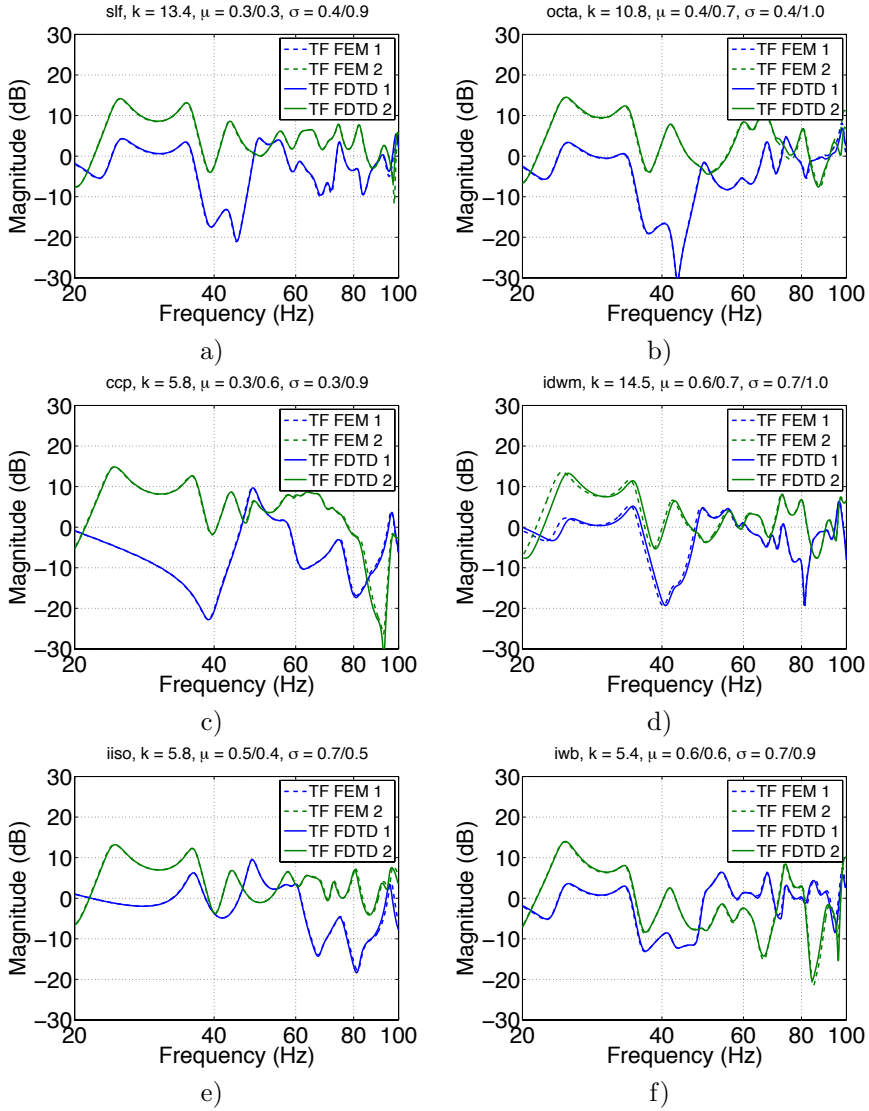 slf, k = 13.4, μ = 0.3/0.3, σ = 0.4/0.9
30
20
10
0
−10
−20
−30
Magnitude (dB)
TF FEM 1
TF FEM 2
TF FDTD 1
TF FDTD 2
20 40 60 80 100
Frequency (Hz)
a)
octa, k = 10.8, μ = 0.4/0.7, σ = 0.4/1.0
30
20
10
0
−10
−20
−30
Magnitude (dB)
TF FEM 1
TF FEM 2
TF FDTD 1
TF FDTD 2
20 40 60 80 100
Frequency (Hz)
b)
ccp, k = 5.8, μ = 0.3/0.6, σ = 0.3/0.9
30
20
10
0
−10
−20
−30
Magnitude (dB)
TF FEM 1
TF FEM 2
TF FDTD 1
TF FDTD 2
20 40 60 80 100
Frequency (Hz)
c)
idwm, k = 14.5, μ = 0.6/0.7, σ = 0.7/1.0
30
20
10
0
−10
−20
−30
Magnitude (dB)
TF FEM 1
TF FEM 2
TF FDTD 1
TF FDTD 2
20 40 60 80 100
Frequency (Hz)
d)
iiso, k = 5.8, μ = 0.5/0.4, σ = 0.7/0.5
30
20
10
0
−10
−20
−30
Magnitude (dB)
TF FEM 1
TF FEM 2
TF FDTD 1
TF FDTD 2
20 40 60 80 100
Frequency (Hz)
e)
iwb, k = 5.4, μ = 0.6/0.6, σ = 0.7/0.9
30
20
10
0
−10
−20
−30
Magnitude (dB)
TF FEM 1
TF FEM 2
TF FDTD 1
TF FDTD 2
20 40 60 80 100
Frequency (Hz)
f)